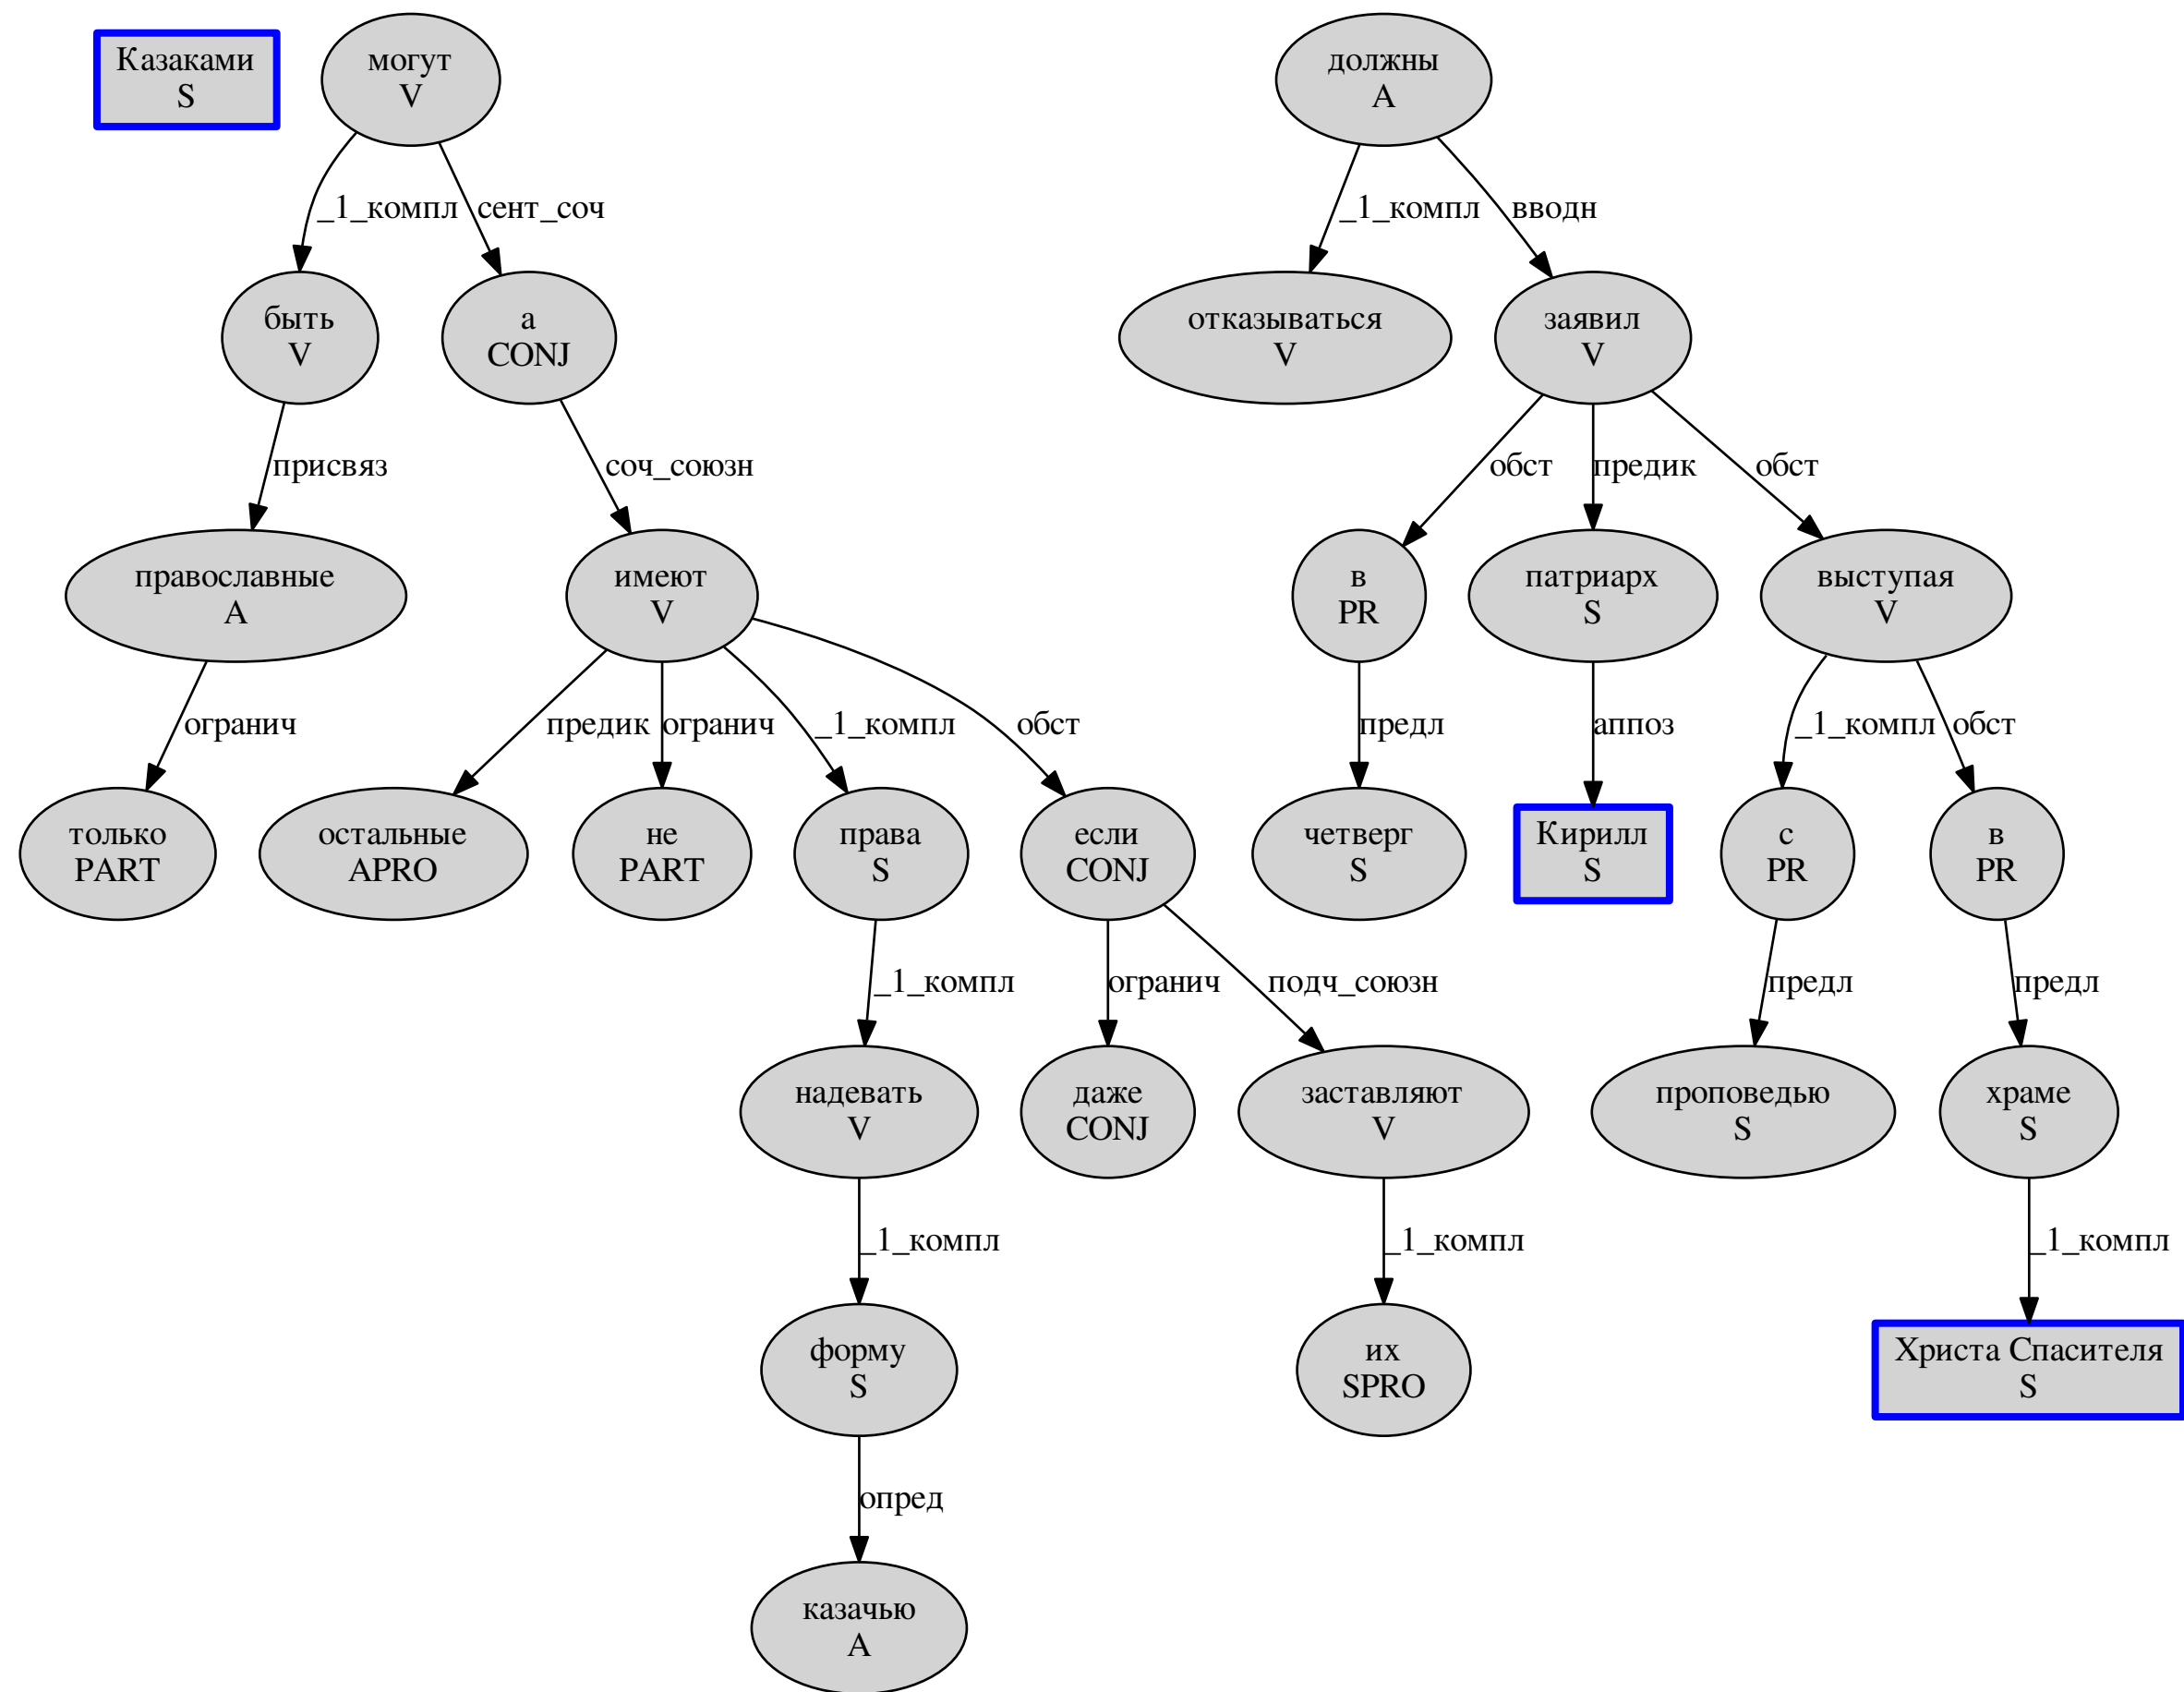 Казаками
S
могут
V
должны
A
_1_компл
сент_соч
_1_компл
вводн
быть
V
а
CONJ
отказываться
V
заявил
V
присвяз
соч_союзн
обст
предик
обст
православные
A
имеют
V
в
PR
патриарх
S
выступая
V
огранич
предик
огранич
_1_компл
обст
предл
аппоз
_1_компл
обст
только
PART
остальные
APRO
не
PART
права
S
если
CONJ
четверг
S
Кирилл
S
с
PR
в
PR
_1_компл
огранич
подч_союзн
предл
предл
надевать
V
даже
CONJ
заставляют
V
проповедью
S
храме
S
_1_компл
_1_компл
_1_компл
форму
S
их
SPRO
Христа Спасителя
S
опред
казачью
A